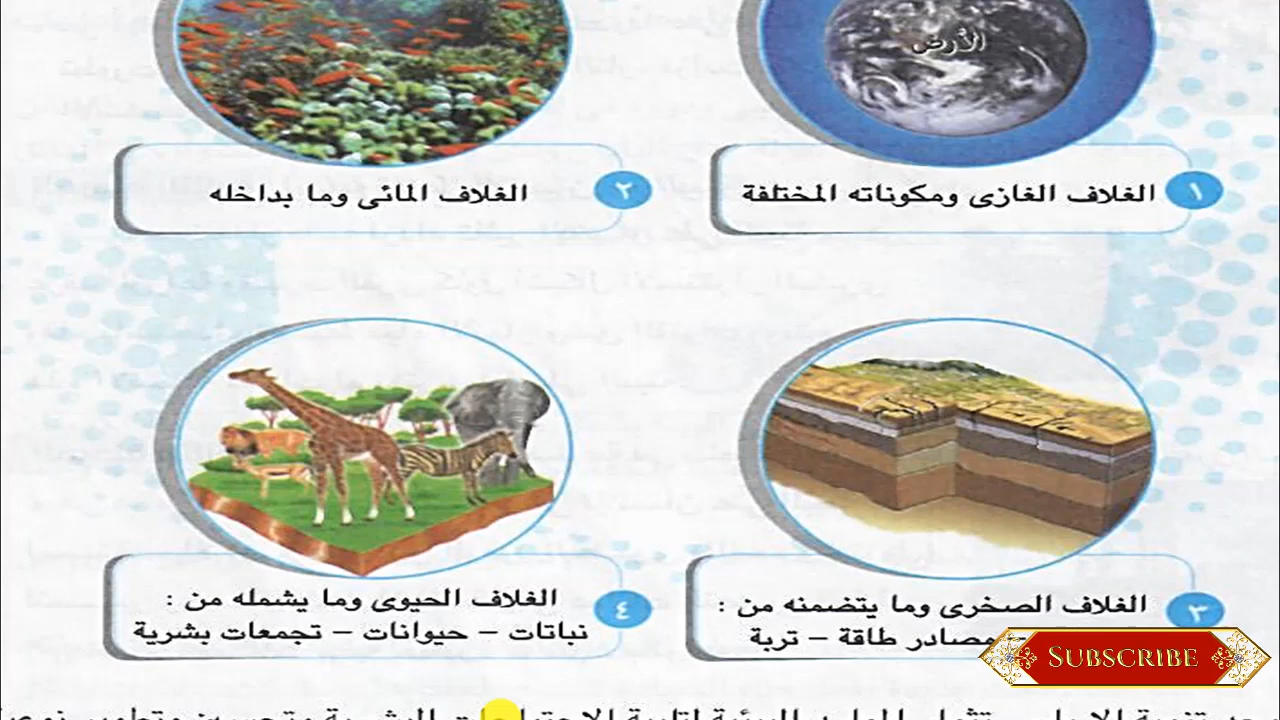 الأرض
١
الغلاف الغازى ومكوناته المختلفة
٢
الغلاف المائى وما بداخله
٣
الغلاف الصخرى وما يتضمنه من :
مصادر طاقة – تربة
٤
الغلاف الحيوى وما يشمله من :
نباتات – حيوانات – تجمعات بشرية
SUBSCRIBE